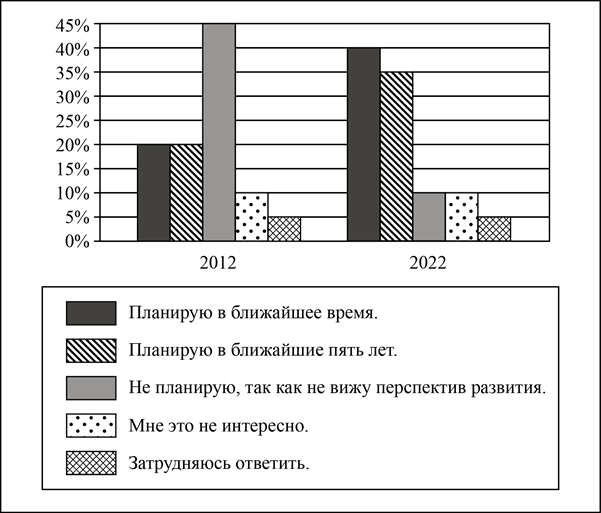 45%
40%
35%
30%
25%
20%
15%
10%
5%
0%
2012 2022
Планирую в ближайшее время.
Планирую в ближайшие пять лет.
Не планирую, так как не вижу перспектив развития.
Мне это не интересно.
Затрудняюсь ответить.